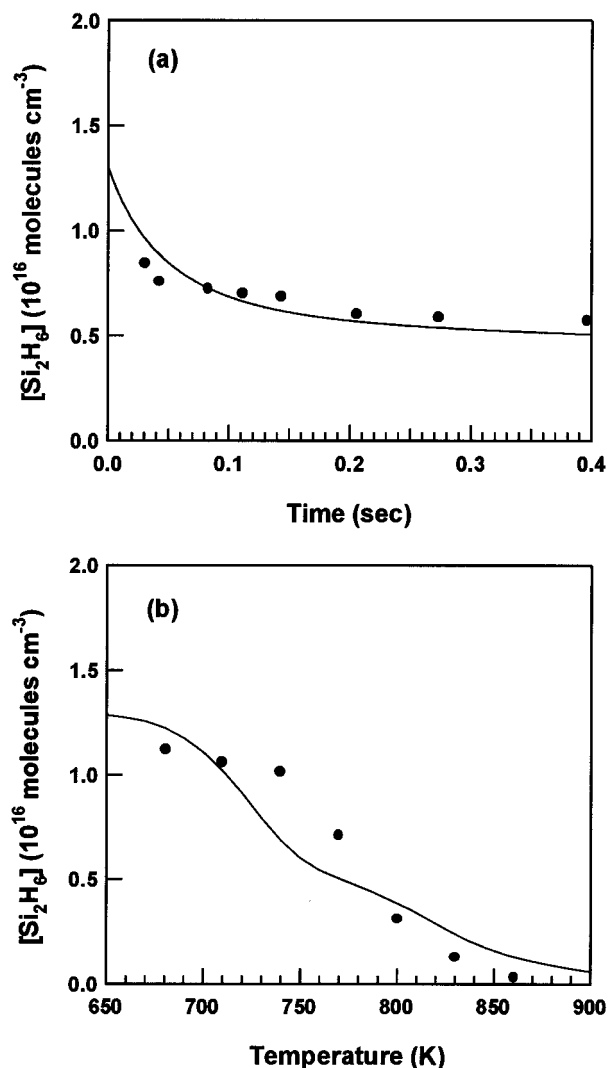 2.0
(a)
1.5
1.0
0.5
0.0
[Si2H6] (10^16 molecules cm^-3)
0.0 0.1 0.2 0.3 0.4
Time (sec)
2.0
(b)
1.5
1.0
0.5
0.0
[Si2H6] (10^16 molecules cm^-3)
650 700 750 800 850 900
Temperature (K)